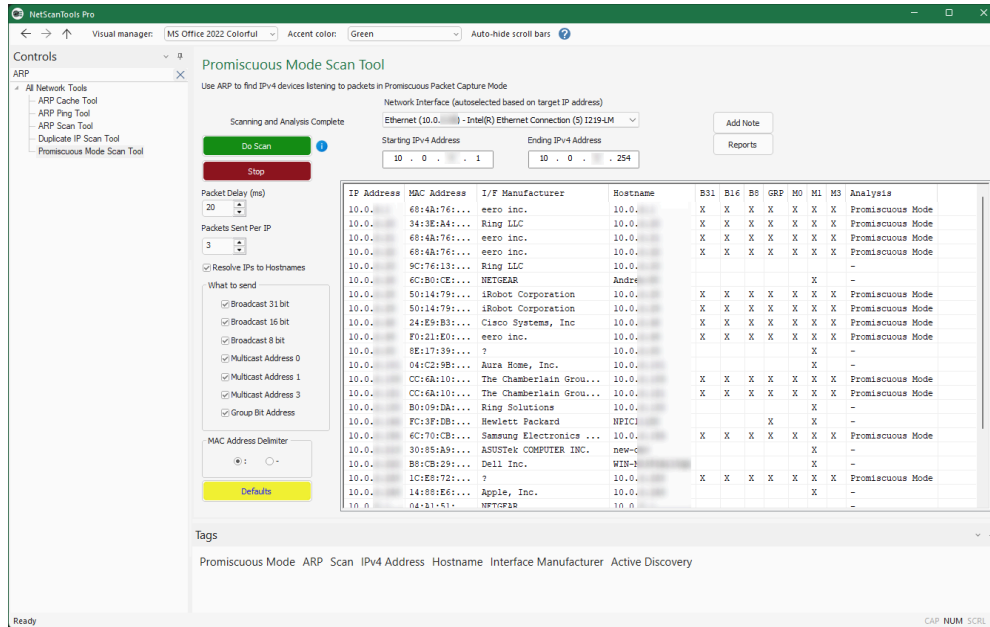 NetScanTools Pro
Visual manager: MS Office 2022 Colorful Accent color: Green Auto-hide scroll bars ?
Controls
ARP
All Network Tools
ARP Cache Tool
ARP Ping Tool
ARP Scan Tool
Duplicate IP Scan Tool
Promiscuous Mode Scan Tool
Promiscuous Mode Scan Tool
Use ARP to find IPv4 devices listening to packets in Promiscuous Packet Capture Mode
Network Interface (autoselected based on target IP address)
Scanning and Analysis Complete
Ethernet (10.0. ) - Intel(R) Ethernet Connection (5) I219-LM
Add Note
Do Scan
i
Starting IPv4 Address
Ending IPv4 Address
Reports
10 . 0 . . 1
10 . 0 . . 254
Stop
Packet Delay (ms)
20
Packets Sent Per IP
3
Resolve IPs to Hostnames
What to send
Broadcast 31 bit
Broadcast 16 bit
Broadcast 8 bit
Multicast Address 0
Multicast Address 1
Multicast Address 3
Group Bit Address
MAC Address Delimiter
: -
Defaults
IP Address MAC Address I/F Manufacturer Hostname B31 B16 B8 GRP M0 M1 M3 Analysis
10.0. 68:4A:76:... eero inc. 10.0. X X X X X X X Promiscuous Mode
10.0. 34:3E:A4:... Ring LLC 10.0. X X X X X X X Promiscuous Mode
10.0. 68:4A:76:... eero inc. 10.0. X X X X X X X Promiscuous Mode
10.0. 68:4A:76:... eero inc. 10.0. X X X X X X X Promiscuous Mode
10.0. 9C:76:13:... Ring LLC 10.0. -
10.0. 6C:B0:CE:... NETGEAR Andre X -
10.0. 50:14:79:... iRobot Corporation 10.0. X X X X X X X Promiscuous Mode
10.0. 50:14:79:... iRobot Corporation 10.0. X X X X X X X Promiscuous Mode
10.0. 24:E9:B3:... Cisco Systems, Inc 10.0. X X X X X X X Promiscuous Mode
10.0. F0:21:E0:... eero inc. 10.0. X X X X X X X Promiscuous Mode
10.0. 8E:17:39:... ? 10.0. X -
10.0. 04:C2:9B:... Aura Home, Inc. 10.0. X -
10.0. CC:6A:10:... The Chamberlain Grou... 10.0. X X X X X X X Promiscuous Mode
10.0. CC:6A:10:... The Chamberlain Grou... 10.0. X X X X X X X Promiscuous Mode
10.0. B0:09:DA:... Ring Solutions 10.0. X -
10.0. FC:3F:DB:... Hewlett Packard NPIC X X -
10.0. 6C:70:CB:... Samsung Electronics ... 10.0. X X X X X X X Promiscuous Mode
10.0. 30:85:A9:... ASUSTek COMPUTER INC. new- X -
10.0. B8:CB:29:... Dell Inc. WIN- X -
10.0. 1C:E8:72:... ? 10.0. X X X X X X X Promiscuous Mode
10.0. 14:88:E6:... Apple, Inc. 10.0. X -
10.0 04:A1:51: NETGEAR
Tags
Promiscuous Mode ARP Scan IPv4 Address Hostname Interface Manufacturer Active Discovery
Ready
CAP NUM SCRL